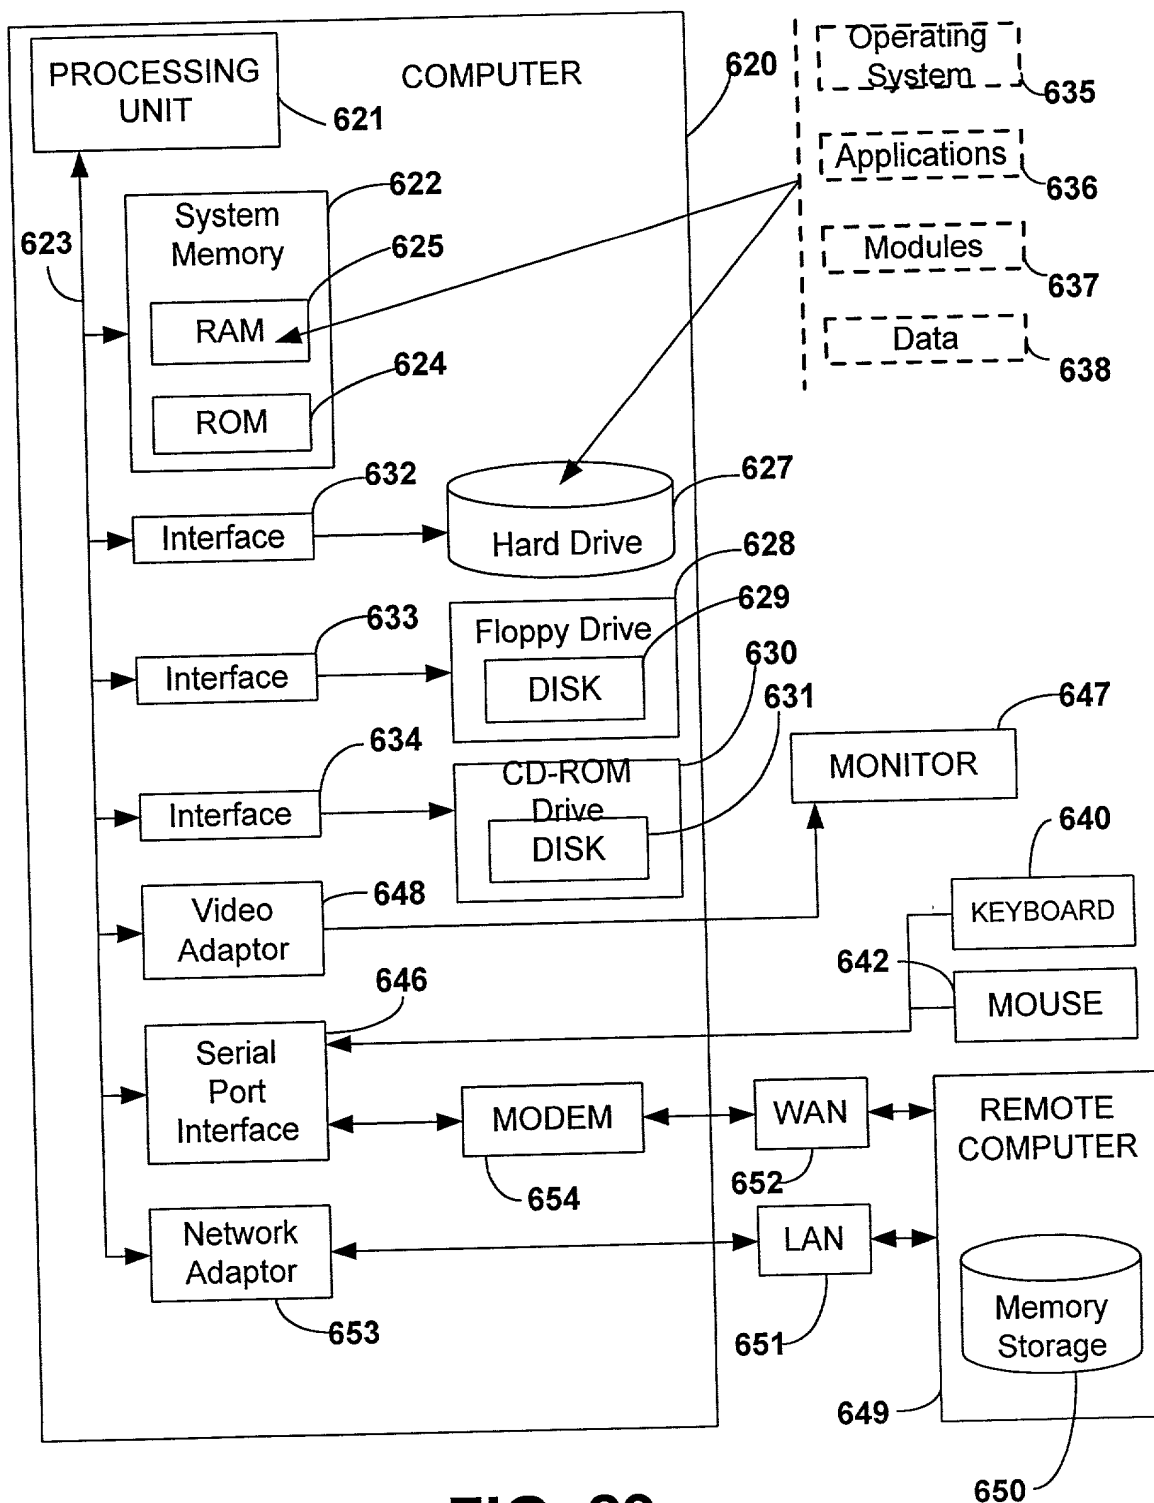 PROCESSING
UNIT
COMPUTER
620
621
Operating
System
635
Applications
636
Modules
637
Data
638
622
System
Memory
623
625
RAM
624
ROM
632
Interface
627
Hard Drive
628
633
Interface
629
Floppy Drive
DISK
630
631
634
Interface
CD-ROM
Drive
DISK
647
MONITOR
640
KEYBOARD
648
Video
Adaptor
642
MOUSE
646
Serial
Port
Interface
MODEM
654
WAN
652
REMOTE
COMPUTER
Network
Adaptor
653
LAN
651
Memory
Storage
649
650